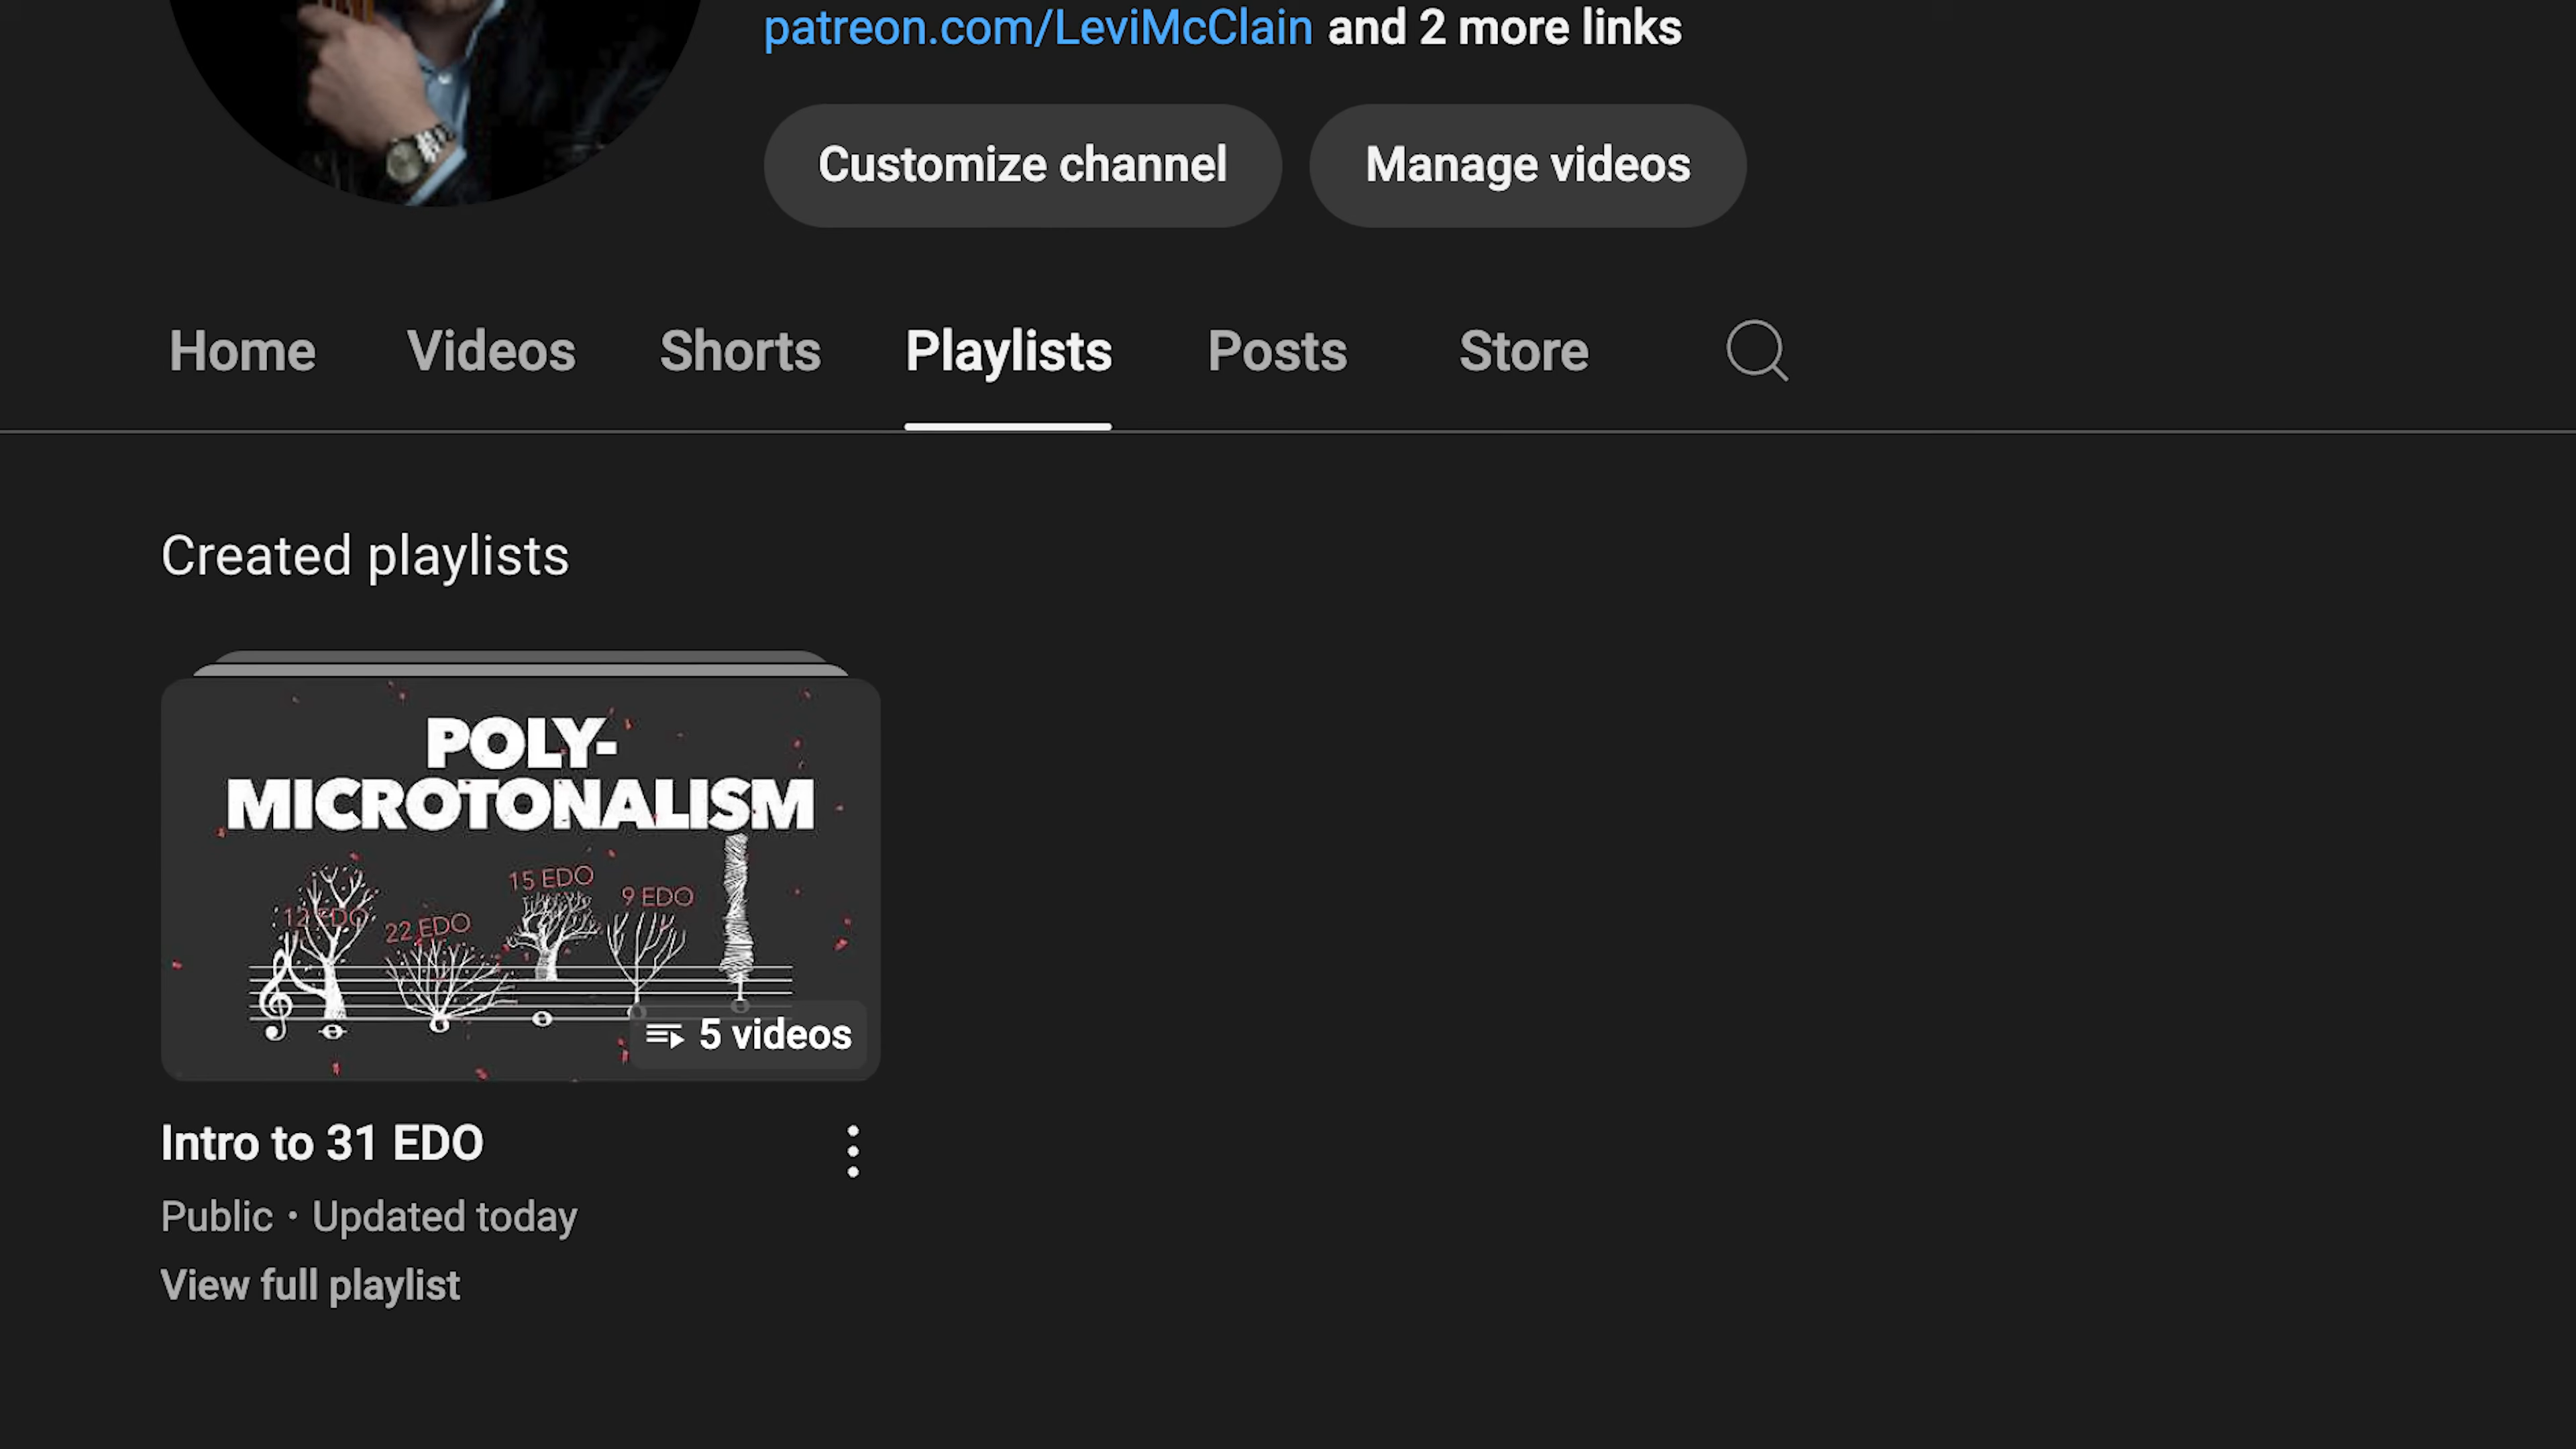 patreon.com/LeviMcClain and 2 more links
Customize channel
Manage videos
Home
Videos
Shorts
Playlists
Posts
Store
Created playlists
POLY-
MICROTONALISM
12 EDO
22 EDO
15 EDO
9 EDO
5 videos
Intro to 31 EDO
Public • Updated today
View full playlist